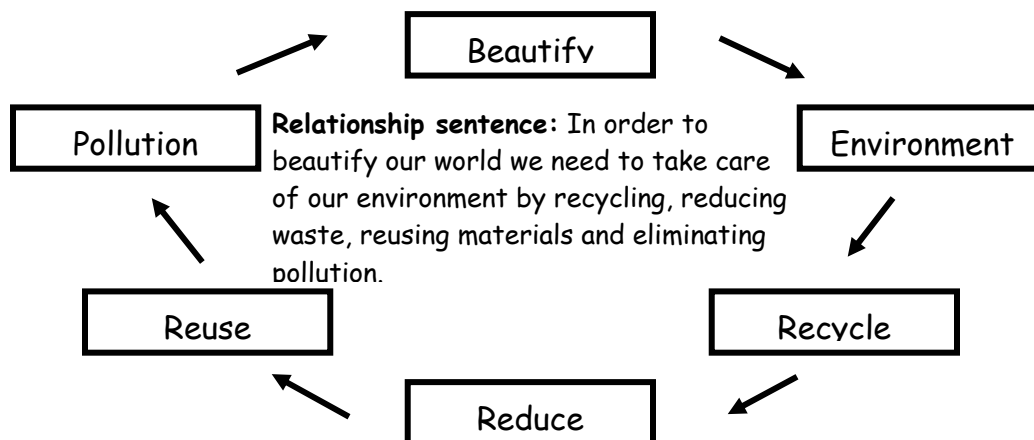 Beautify
Pollution
Environment
Relationship sentence: In order to
beautify our world we need to take care
of our environment by recycling, reducing
waste, reusing materials and eliminating
pollution.
Reuse
Recycle
Reduce